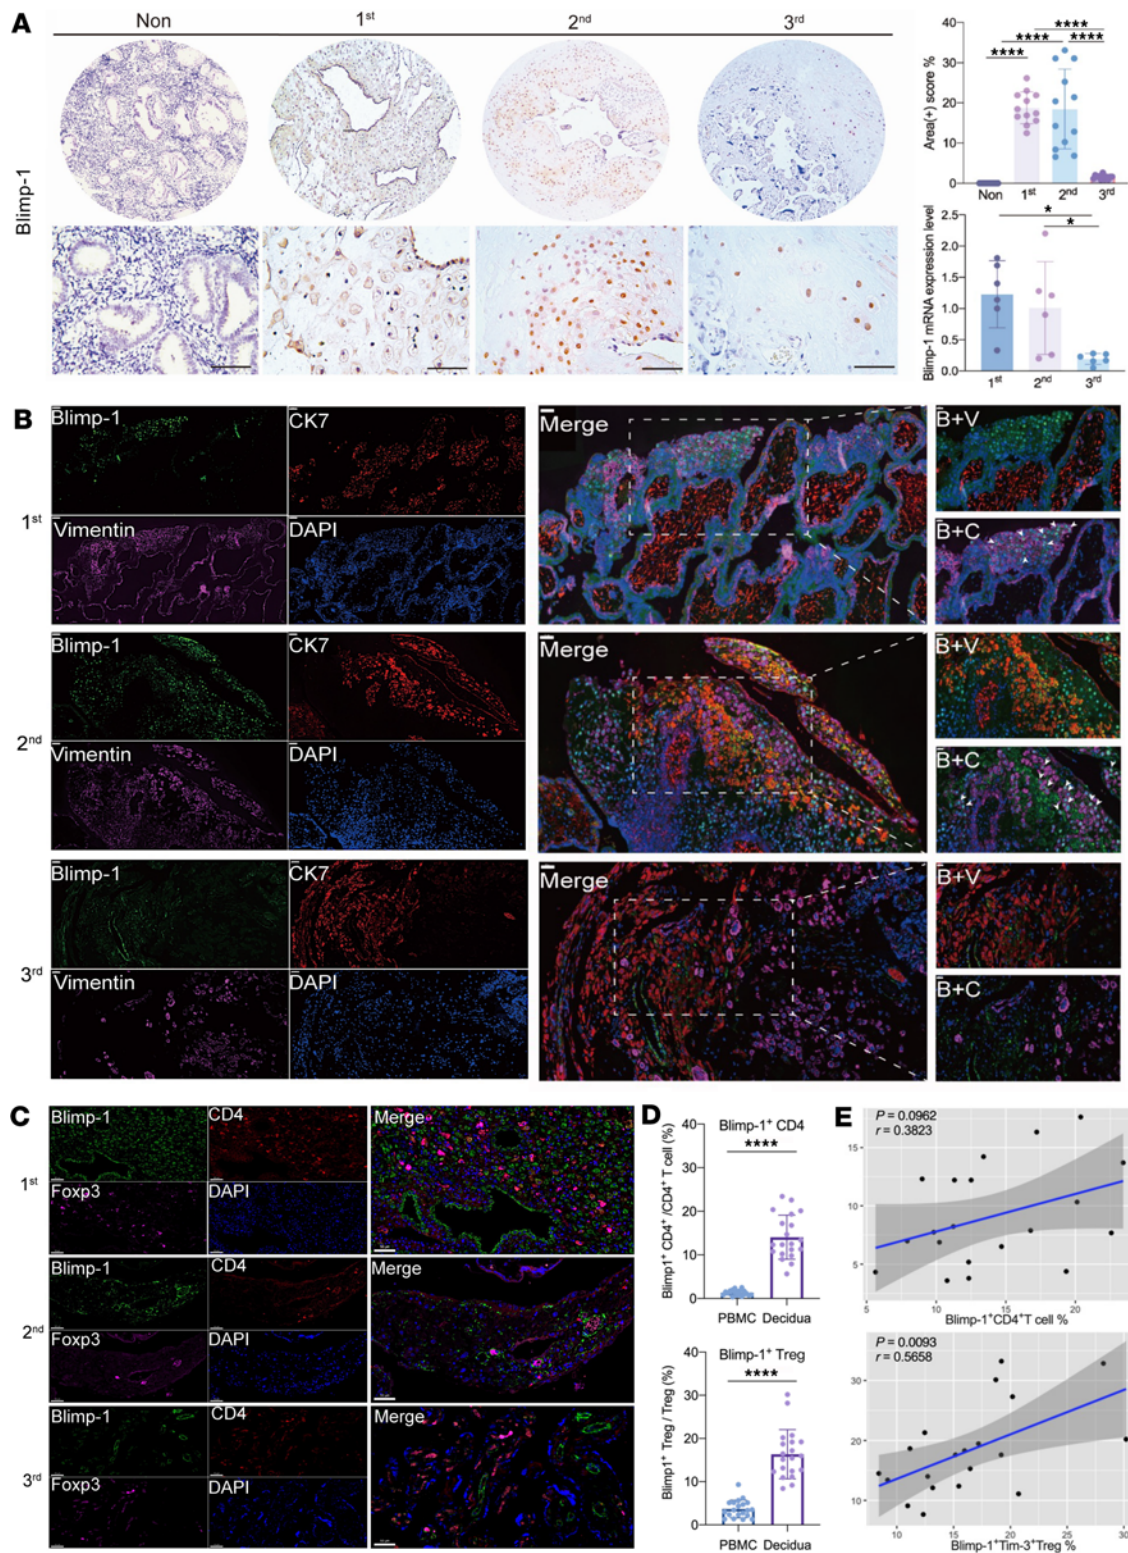 A
Non
1st
2nd
3rd
Blimp-1
Area(+) score %
40
30
20
10
0
****
**** ****
****
Non
1st
2nd
3rd
Blimp-1 mRNA expression level
2.5
2.0
1.5
1.0
0.5
0.0
*
*
1st
2nd
3rd
B
1st
Blimp-1
CK7
Vimentin
DAPI
Merge
B+V
B+C
2nd
Blimp-1
CK7
Vimentin
DAPI
Merge
B+V
B+C
3rd
Blimp-1
CK7
Vimentin
DAPI
Merge
B+V
B+C
C
1st
Blimp-1
CD4
Foxp3
DAPI
Merge
2nd
Blimp-1
CD4
Foxp3
DAPI
Merge
3rd
Blimp-1
CD4
Foxp3
DAPI
Merge
D
Blimp-1+ CD4
****
Blimp1+ CD4+ /CD4+ T cell (%)
40
30
20
10
0
PBMC Decidua
Blimp-1+ Treg
****
Blimp1+ Treg / Treg (%)
40
30
20
10
0
PBMC Decidua
E
P = 0.0962
r = 0.3823
15
10
5
5
10
15
20
Blimp-1+CD4+T cell %
P = 0.0093
r = 0.5658
30
20
10
10
15
20
25
30
Blimp-1+Tim-3+Treg %